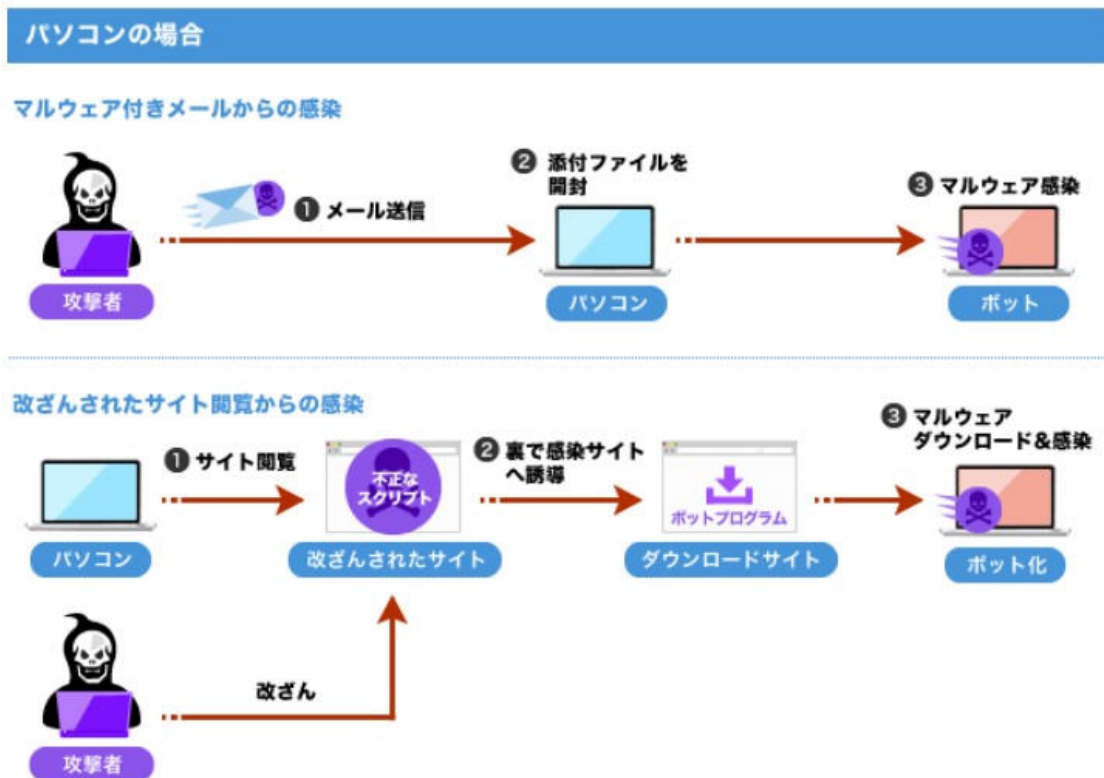 パソコンの場合
マルウェア付きメールからの感染
❶ メール送信
❷ 添付ファイルを
開封
❸ マルウェア感染
攻撃者
パソコン
ボット
改ざんされたサイト閲覧からの感染
❶ サイト閲覧
不正な
スクリプト
❷ 裏で感染サイト
へ誘導
ボットプログラム
❸ マルウェア
ダウンロード&感染
パソコン
改ざんされたサイト
ダウンロードサイト
ボット化
改ざん
攻撃者